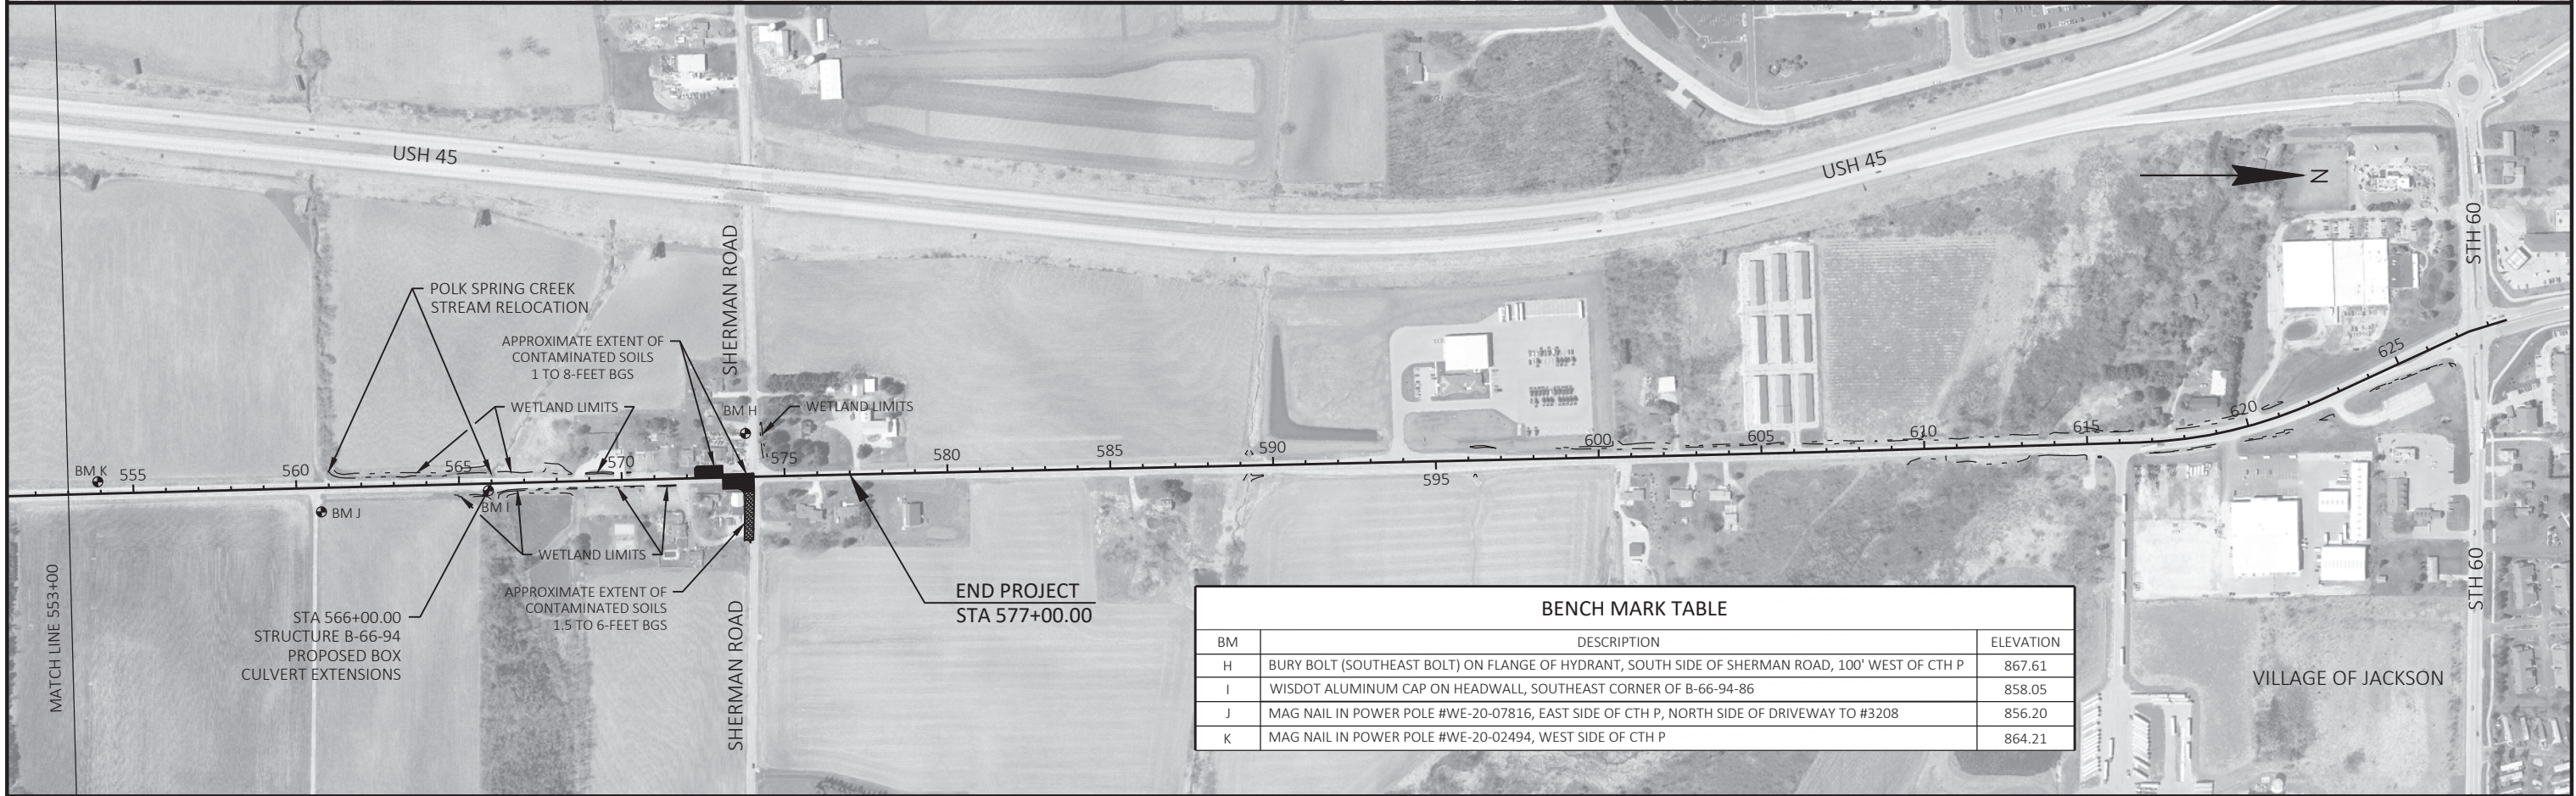 USH 45
USH 45
N
STH 60
SHERMAN ROAD
POLK SPRING CREEK
STREAM RELOCATION
APPROXIMATE EXTENT OF
CONTAMINATED SOILS
1 TO 8-FEET BGS
WETLAND LIMITS
BM H
WETLAND LIMITS
BM K
555
560
565
570
575
580
585
590
595
600
605
610
615
620
625
BM J
BM I
WETLAND LIMITS
APPROXIMATE EXTENT OF
CONTAMINATED SOILS
1.5 TO 6-FEET BGS
MATCH LINE 553+00
STA 566+00.00
STRUCTURE B-66-94
PROPOSED BOX
CULVERT EXTENSIONS
SHERMAN ROAD
END PROJECT
STA 577+00.00
STH 60
VILLAGE OF JACKSON
BENCH MARK TABLE
BM DESCRIPTION ELEVATION
H BURY BOLT (SOUTHEAST BOLT) ON FLANGE OF HYDRANT, SOUTH SIDE OF SHERMAN ROAD, 100' WEST OF CTH P 867.61
I WISDOT ALUMINUM CAP ON HEADWALL, SOUTHEAST CORNER OF B-66-94-86 858.05
J MAG NAIL IN POWER POLE #WE-20-07816, EAST SIDE OF CTH P, NORTH SIDE OF DRIVEWAY TO #3208 856.20
K MAG NAIL IN POWER POLE #WE-20-02494, WEST SIDE OF CTH P 864.21